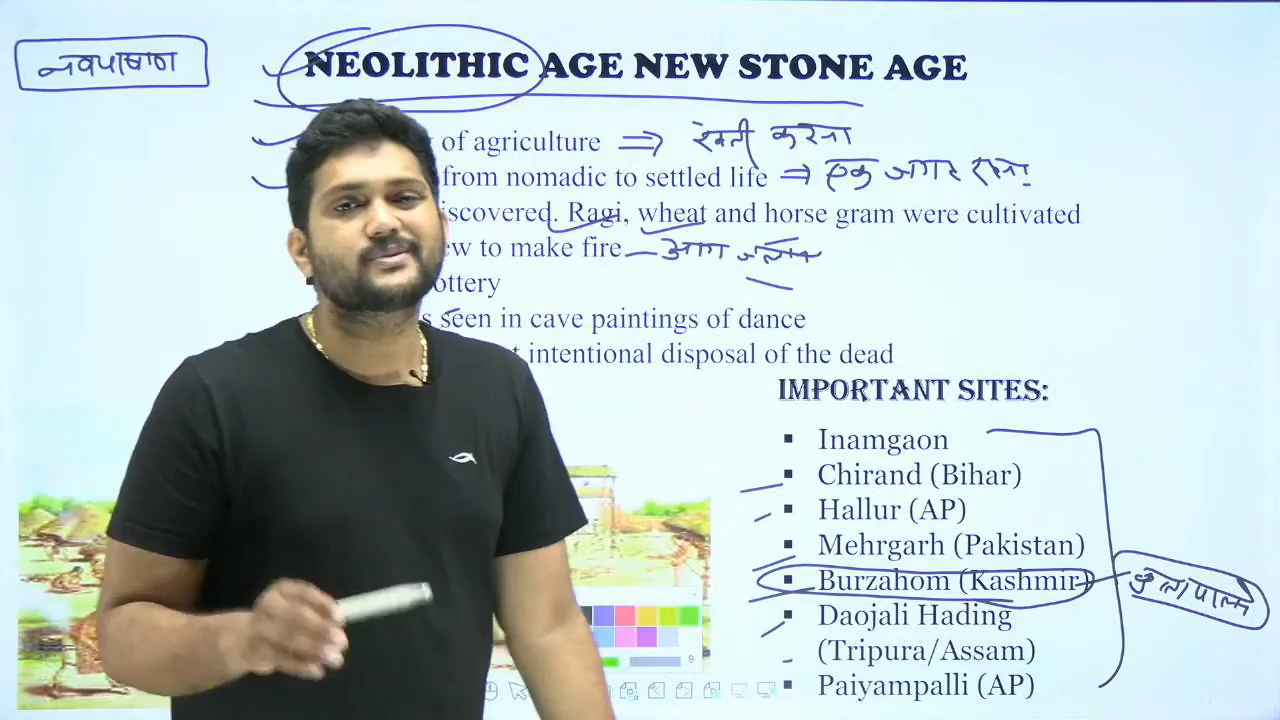 नवपाषाण
NEOLITHIC AGE NEW STONE AGE
of agriculture ⇒ खेती करना
from nomadic to settled life ⇒ एक जगह रहना
iscovered. Ragi, wheat and horse gram were cultivated
ew to make fire – आग जलाना
ottery
s seen in cave paintings of dance
t intentional disposal of the dead
IMPORTANT SITES:
▪ Inamgaon
▪ Chirand (Bihar)
▪ Hallur (AP)
▪ Mehrgarh (Pakistan)
▪ Burzahom (Kashmir)
▪ Daojali Hading
(Tripura/Assam)
▪ Paiyampalli (AP)
9